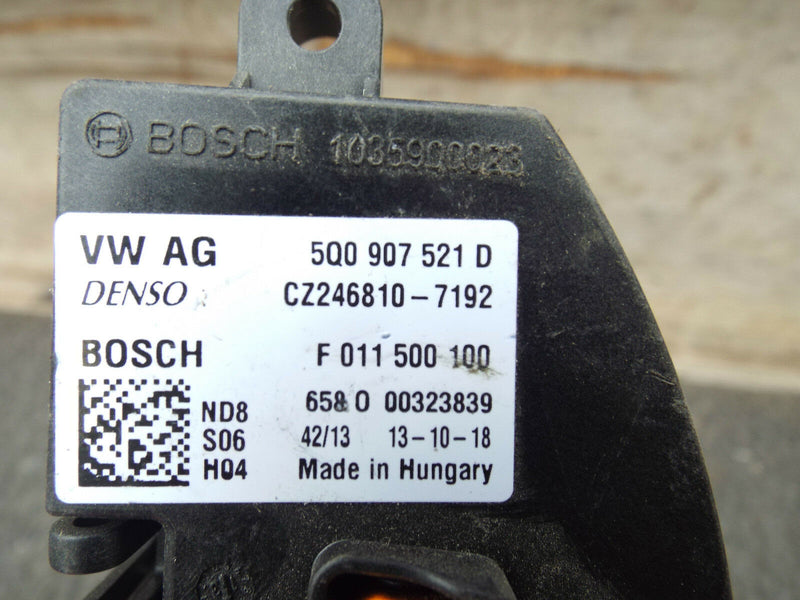 BOSCH 1035900023
VW AG 5Q0 907 521 D
DENSO CZ246810-7192
BOSCH F 011 500 100
ND8 658 0 00323839
S06 42/13 13-10-18
H04 Made in Hungary